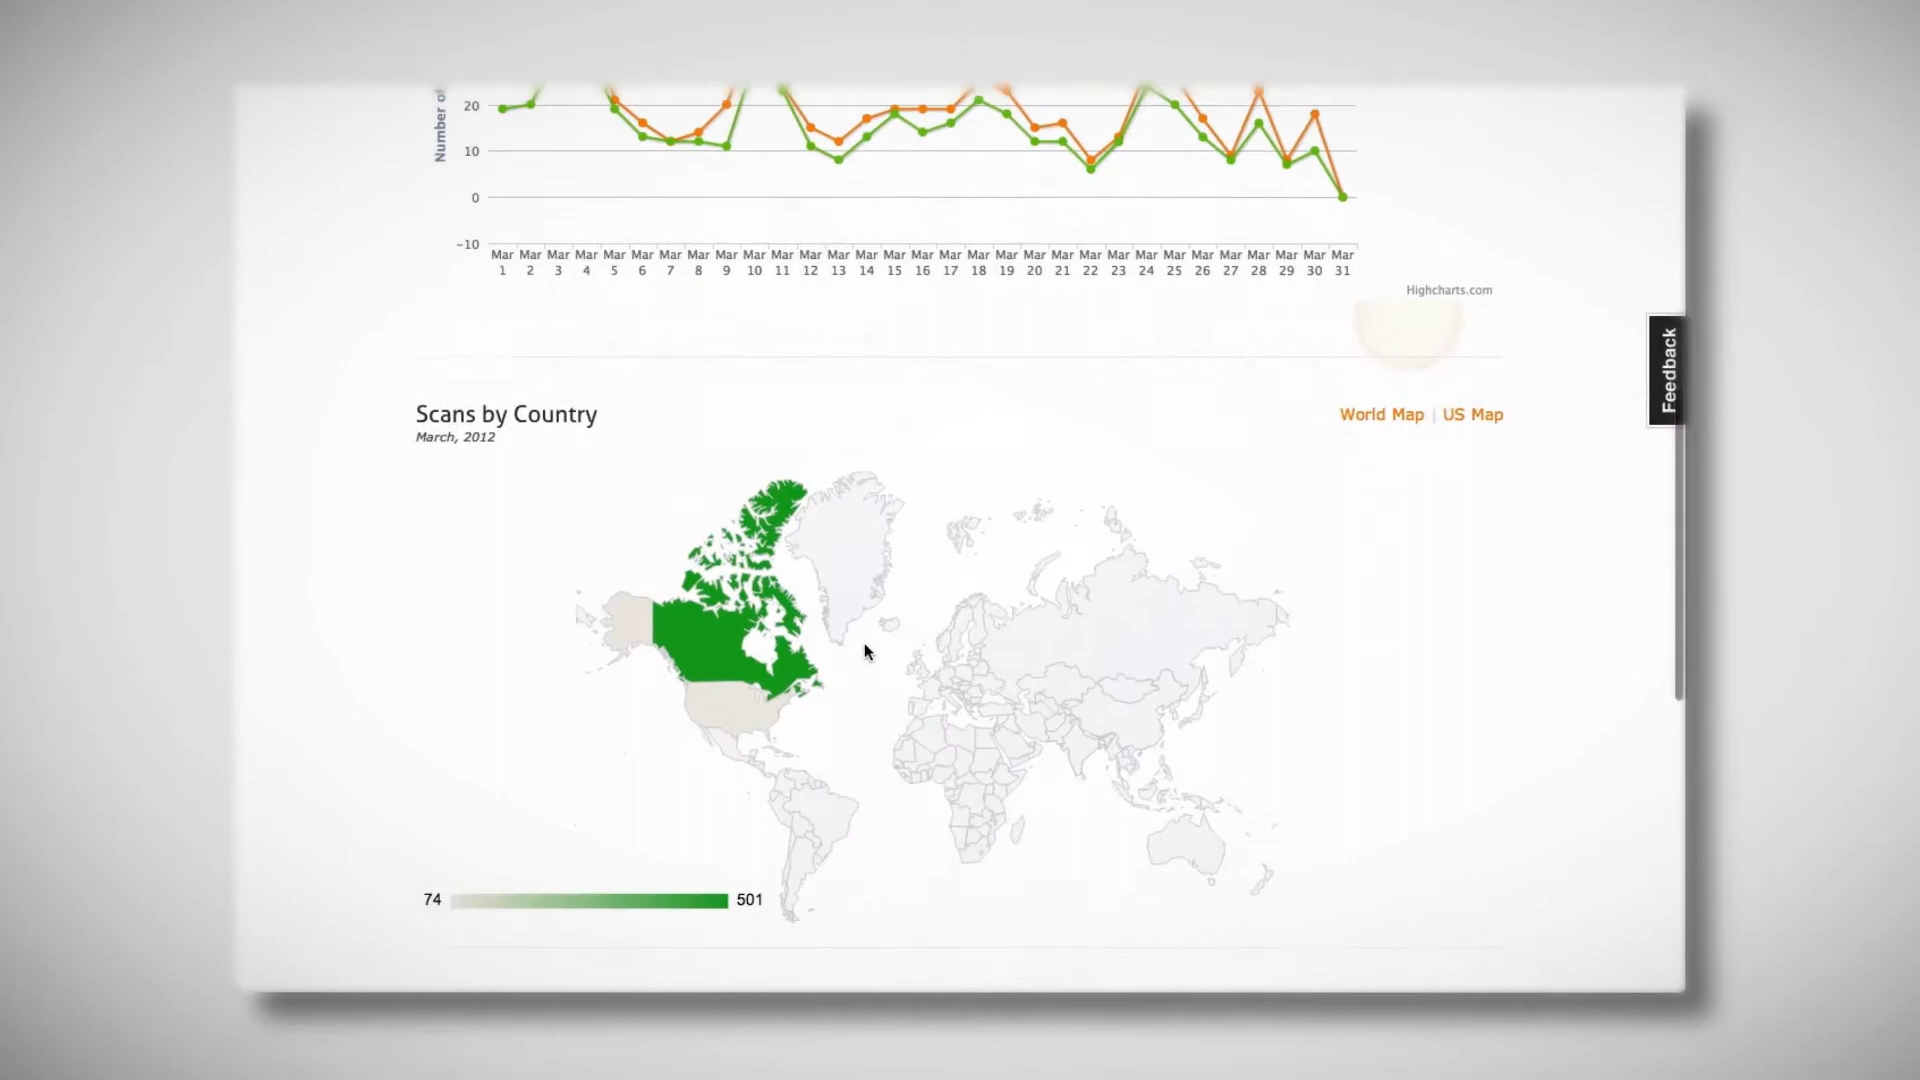 Number of
20
10
0
-10
Mar Mar Mar Mar Mar Mar Mar Mar Mar Mar Mar Mar Mar Mar Mar Mar Mar Mar Mar Mar Mar Mar Mar Mar Mar Mar Mar Mar Mar Mar Mar
1 2 3 4 5 6 7 8 9 10 11 12 13 14 15 16 17 18 19 20 21 22 23 24 25 26 27 28 29 30 31
Highcharts.com
Feedback
Scans by Country
World Map | US Map
March, 2012
74 501